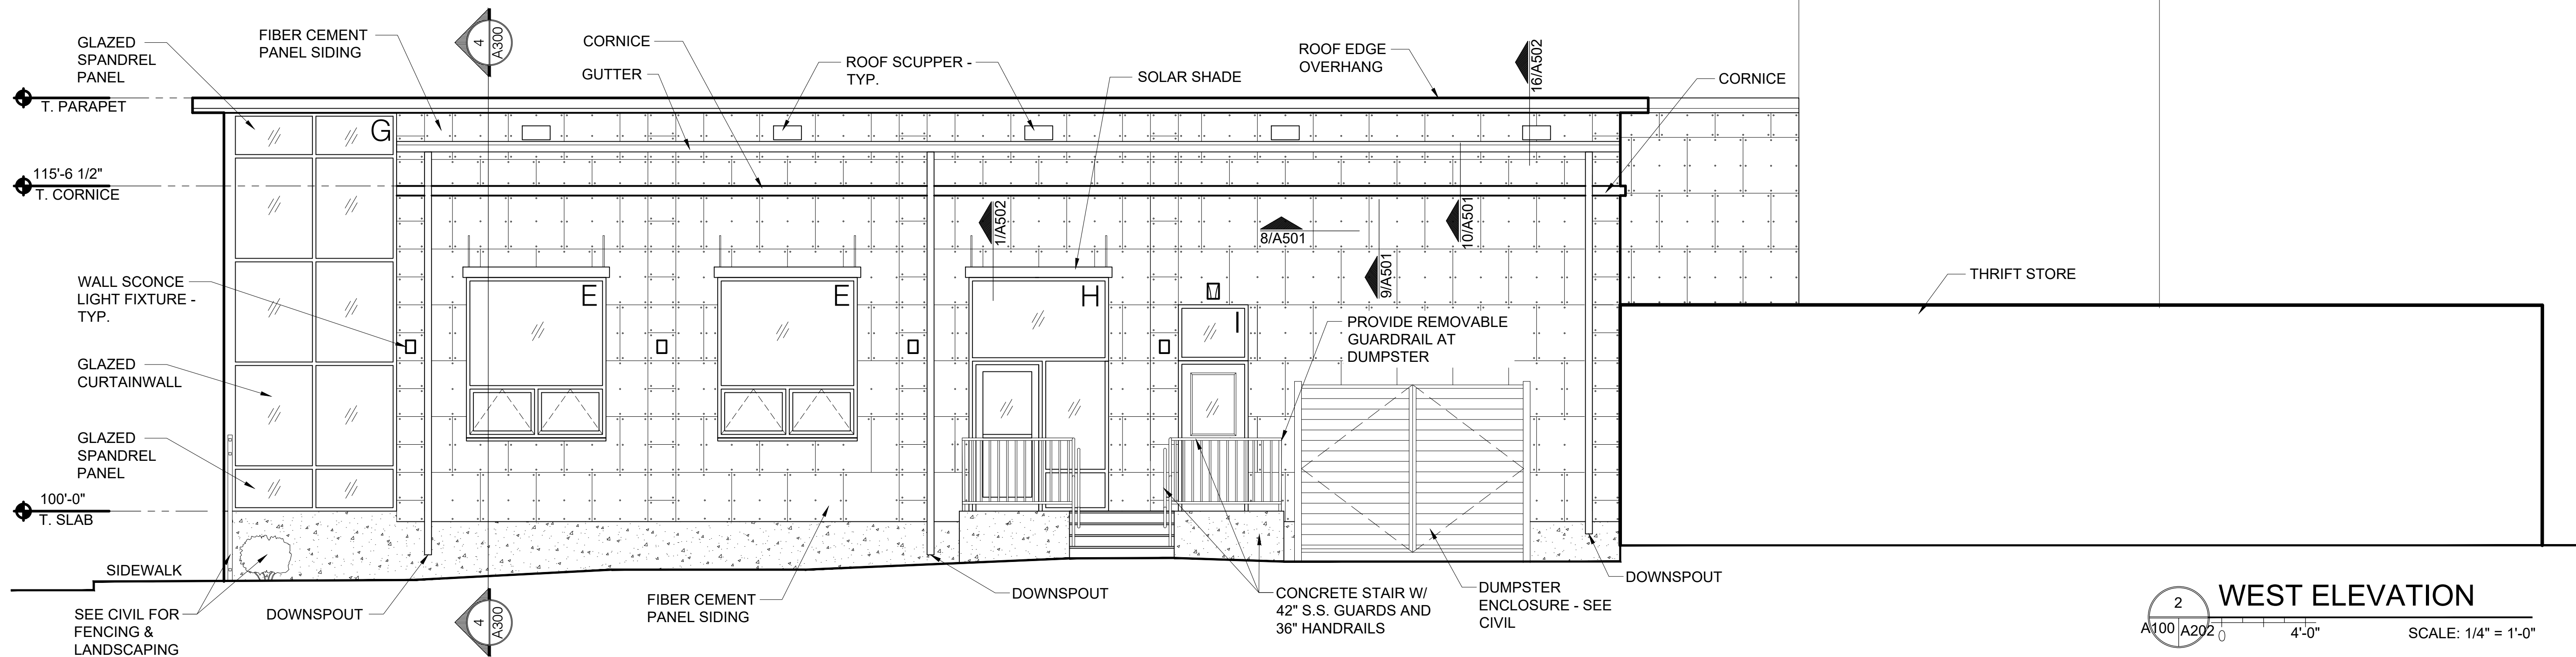 GLAZED
SPANDREL
PANEL
FIBER CEMENT
PANEL SIDING
4
A300
CORNICE
GUTTER
ROOF SCUPPER -
TYP.
SOLAR SHADE
ROOF EDGE
OVERHANG
16/A502
CORNICE
T. PARAPET
G
115'-6 1/2"
T. CORNICE
1/A502
8/A501
10/A501
9/A501
WALL SCONCE
LIGHT FIXTURE -
TYP.
E
E
H
I
THRIFT STORE
PROVIDE REMOVABLE
GUARDRAIL AT
DUMPSTER
GLAZED
CURTAINWALL
GLAZED
SPANDREL
PANEL
100'-0"
T. SLAB
SIDEWALK
SEE CIVIL FOR
FENCING &
LANDSCAPING
DOWNSPOUT
4
A300
FIBER CEMENT
PANEL SIDING
DOWNSPOUT
CONCRETE STAIR W/
42" S.S. GUARDS AND
36" HANDRAILS
DUMPSTER
ENCLOSURE - SEE
CIVIL
DOWNSPOUT
2
A100 A202
WEST ELEVATION
0 4'-0"
SCALE: 1/4" = 1'-0"